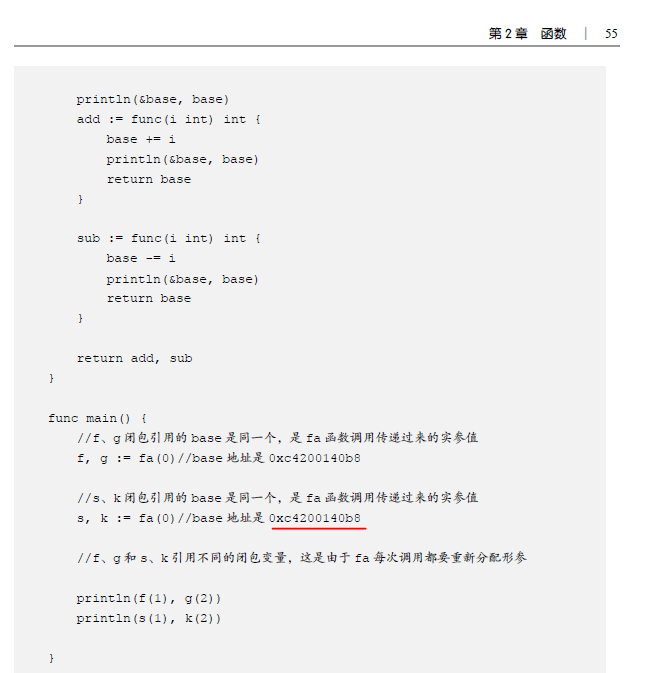 第 2 章 函数 | 55
println(&base, base)
add := func(i int) int {
base += i
println(&base, base)
return base
}
sub := func(i int) int {
base -= i
println(&base, base)
return base
}
return add, sub
}
func main() {
//f、g 闭包引用的 base 是同一个，是 fa 函数调用传递过来的实参值
f, g := fa(0)//base 地址是 0xc4200140b8
//s、k 闭包引用的 base 是同一个，是 fa 函数调用传递过来的实参值
s, k := fa(0)//base 地址是 0xc4200140b8
//f、g 和 s、k 引用不同的闭包变量，这是由于 fa 每次调用都要重新分配形参
println(f(1), g(2))
println(s(1), k(2))
}